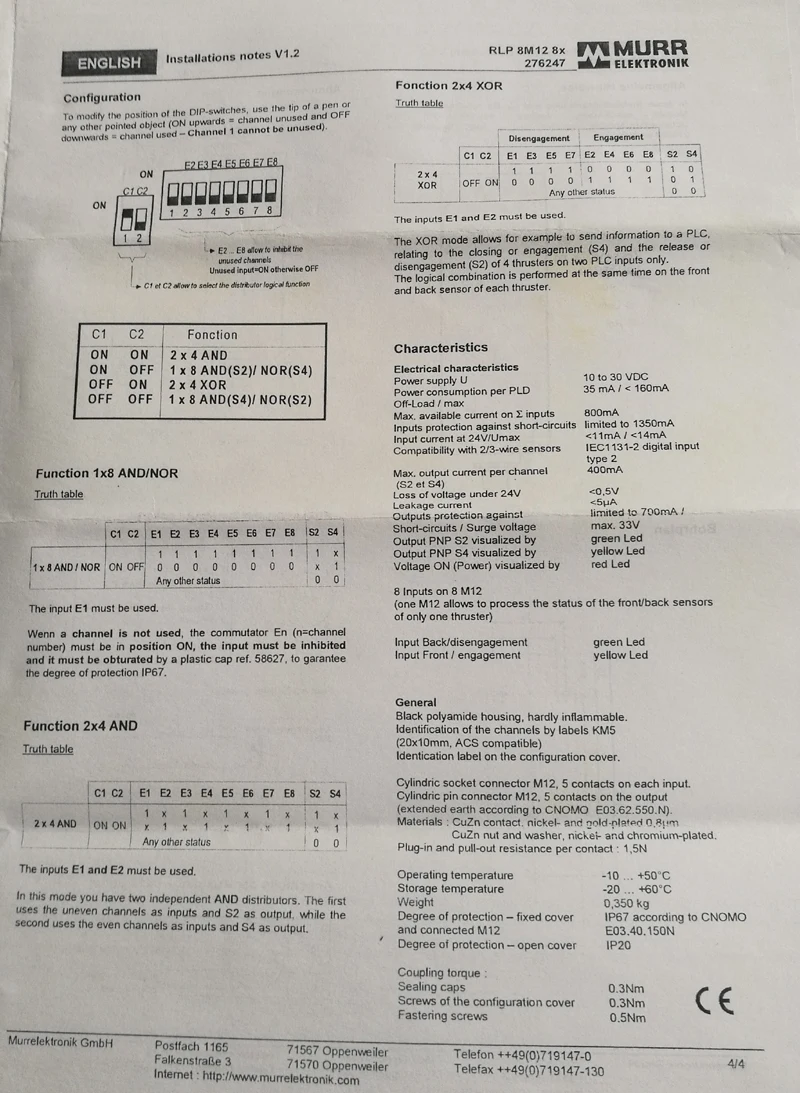 ENGLISH Installations notes V1.2
RLP 8M12 8x
276247
MURR
ELEKTRONIK
Configuration
To modify the position of the DIP-switches, use the tip of a pen or
any other pointed object (ON upwards = channel unused and OFF
downwards = channel used – Channel 1 cannot be unused).
E2 E3 E4 E5 E6 E7 E8
ON
C1 C2
ON
1 2 3 4 5 6 7 8
1 2
E2 ... E8 allow to inhibit the
unused channels
Unused input=ON otherwise OFF
C1 et C2 allow to select the distributor logical function
C1 C2 Fonction
ON ON 2 x 4 AND
ON OFF 1 x 8 AND(S2)/ NOR(S4)
OFF ON 2 x 4 XOR
OFF OFF 1 x 8 AND(S4)/ NOR(S2)
Function 1x8 AND/NOR
Truth table
C1 C2 E1 E2 E3 E4 E5 E6 E7 E8 S2 S4
1 1 1 1 1 1 1 1 1 x
1 x 8 AND / NOR ON OFF 0 0 0 0 0 0 0 0 x 1
Any other status 0 0
The input E1 must be used.
Wenn a channel is not used, the commutator En (n=channel
number) must be in position ON, the input must be inhibited
and it must be obturated by a plastic cap ref. 58627, to garantee
the degree of protection IP67.
Function 2x4 AND
Truth table
C1 C2 E1 E2 E3 E4 E5 E6 E7 E8 S2 S4
1 x 1 x 1 x 1 x 1 x
2 x 4 AND ON ON x 1 x 1 x 1 x 1 x 1
Any other status 0 0
The inputs E1 and E2 must be used.
In this mode you have two independent AND distributors. The first
uses the uneven channels as inputs and S2 as output, while the
second uses the even channels as inputs and S4 as output.
Fonction 2x4 XOR
Truth table
Disengagement Engagement
C1 C2 E1 E3 E5 E7 E2 E4 E6 E8 S2 S4
1 1 1 1 0 0 0 0 1 0
2 x 4
XOR OFF ON 0 0 0 0 1 1 1 1 0 1
Any other status 0 0
The inputs E1 and E2 must be used.
The XOR mode allows for example to send information to a PLC,
relating to the closing or engagement (S4) and the release or
disengagement (S2) of 4 thrusters on two PLC inputs only.
The logical combination is performed at the same time on the front
and back sensor of each thruster.
Characteristics
Electrical characteristics
Power supply U 10 to 30 VDC
Power consumption per PLD 35 mA / < 160mA
Off-Load / max
Max. available current on Σ inputs 800mA
Inputs protection against short-circuits limited to 1350mA
Input current at 24V/Umax <11mA / <14mA
Compatibility with 2/3-wire sensors IEC1131-2 digital input
type 2
Max. output current per channel 400mA
(S2 et S4)
Loss of voltage under 24V <0,5V
Leakage current <5µA
Outputs protection against limited to 700mA /
Short-circuits / Surge voltage max. 33V
Output PNP S2 visualized by green Led
Output PNP S4 visualized by yellow Led
Voltage ON (Power) visualized by red Led
8 Inputs on 8 M12
(one M12 allows to process the status of the front/back sensors
of only one thruster)
Input Back/disengagement green Led
Input Front / engagement yellow Led
General
Black polyamide housing, hardly inflammable.
Identification of the channels by labels KM5
(20x10mm, ACS compatible)
Identication label on the configuration cover.
Cylindric socket connector M12, 5 contacts on each input.
Cylindric pin connector M12, 5 contacts on the output
(extended earth according to CNOMO E03.62.550.N).
Materials : CuZn contact, nickel- and gold-plated 0,8µm
CuZn nut and washer, nickel- and chromium-plated.
Plug-in and pull-out resistance per contact : 1,5N
Operating temperature -10 ... +50°C
Storage temperature -20 ... +60°C
Weight 0,350 kg
Degree of protection – fixed cover IP67 according to CNOMO
and connected M12 E03.40.150N
Degree of protection – open cover IP20
Coupling torque :
Sealing caps 0.3Nm
Screws of the configuration cover 0.3Nm
Fastering screws 0.5Nm
CE
Murrelektronik GmbH
Postfach 1165 71567 Oppenweiler
Falkenstraße 3 71570 Oppenweiler
Internet : http://www.murrelektronik.com
Telefon ++49(0)719147-0
Telefax ++49(0)719147-130
4/4